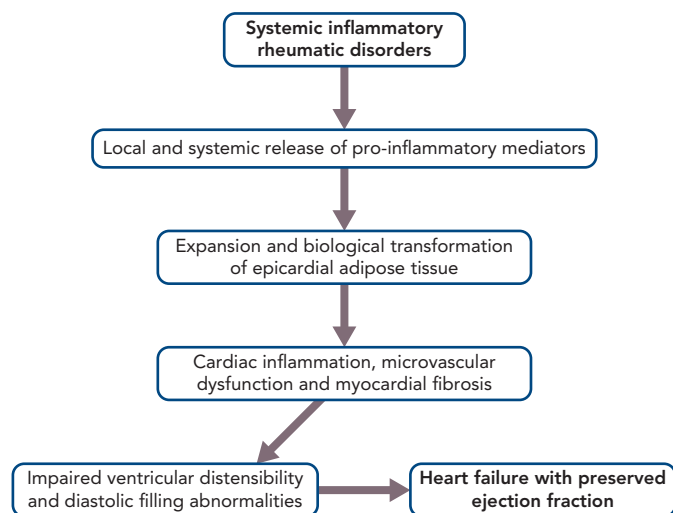 Systemic inflammatory
rheumatic disorders
Local and systemic release of pro-inflammatory mediators
Expansion and biological transformation
of epicardial adipose tissue
Cardiac inflammation, microvascular
dysfunction and myocardial fibrosis
Impaired ventricular distensibility
and diastolic filling abnormalities
Heart failure with preserved
ejection fraction